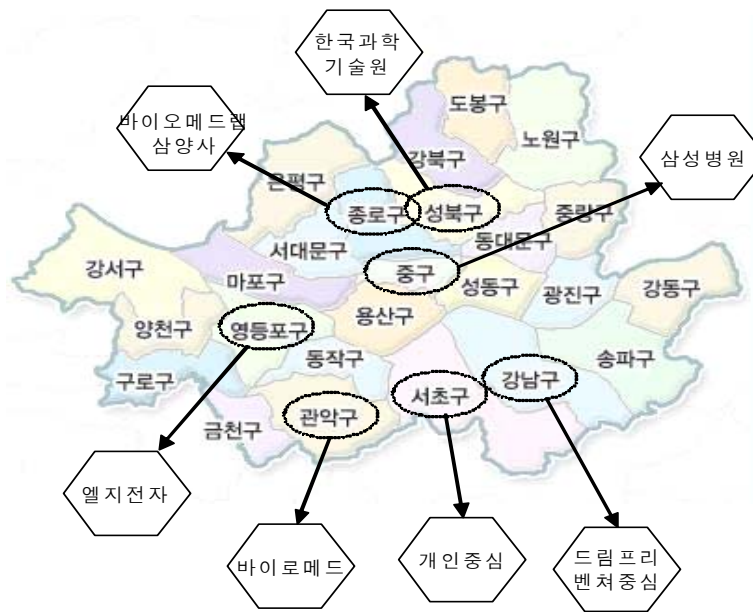 한국과학
기술원
바이오메드랩
삼양사
삼성병원
도봉구
노원구
강북구
은평구
종로구
성북구
중랑구
서대문구
동대문구
강서구
마포구
중구
성동구
광진구
강동구
양천구
영등포구
용산구
동작구
송파구
구로구
강남구
서초구
관악구
금천구
엘지전자
바이로메드
개인중심
드림프리
벤처중심